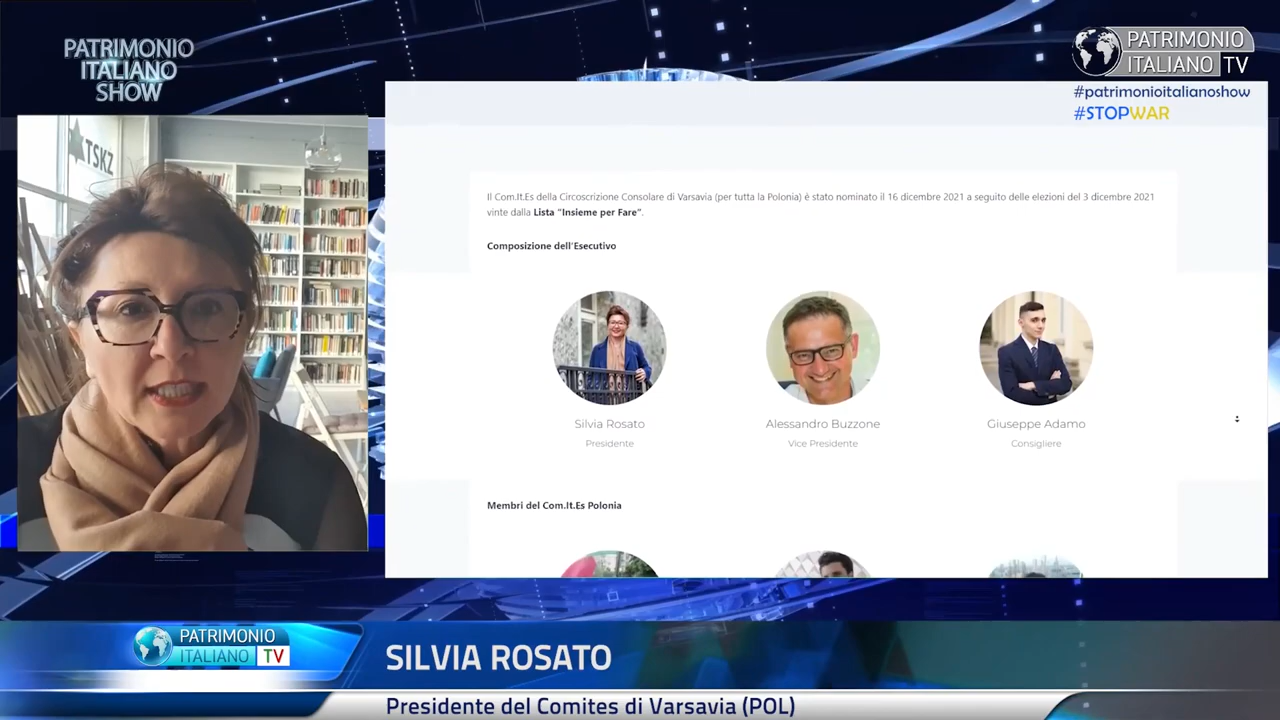 PATRIMONIO
ITALIANO
SHOW
PATRIMONIO
ITALIANO TV
#patrimonioitalianoshow
#STOPWAR
TSKZ
Il Com.It.Es della Circoscrizione Consolare di Varsavia (per tutta la Polonia) é stato nominato il 16 dicembre 2021 a seguito delle elezioni del 3 dicembre 2021
vinte dalla Lista "Insieme per Fare".
Composizione dell'Esecutivo
Silvia Rosato
Presidente
Alessandro Buzzone
Vice Presidente
Giuseppe Adamo
Consigliere
Membri del Com.It.Es Polonia
PATRIMONIO
ITALIANO TV
SILVIA ROSATO
Presidente del Comites di Varsavia (POL)